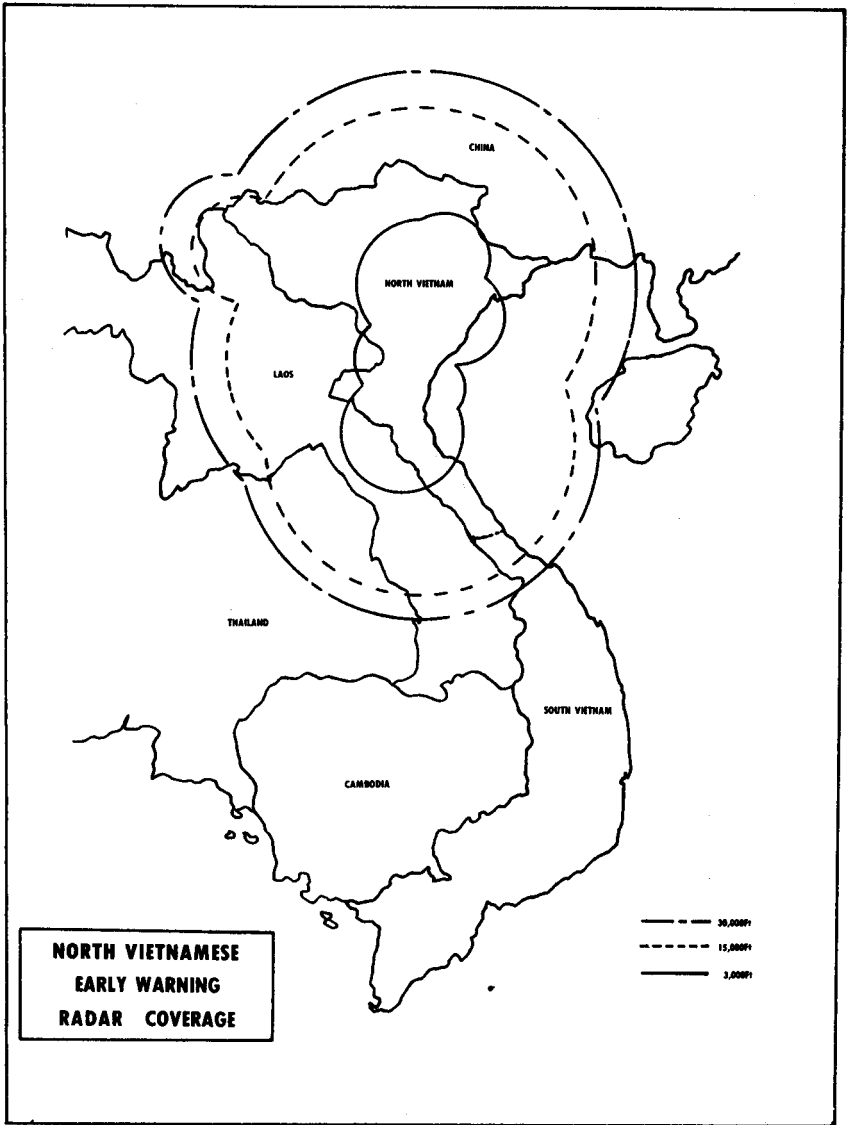 CHINA
NORTH VIETNAM
LAOS
THAILAND
SOUTH VIETNAM
CAMBODIA
30,000Ft
15,000Ft
3,000Ft
NORTH VIETNAMESE
EARLY WARNING
RADAR COVERAGE